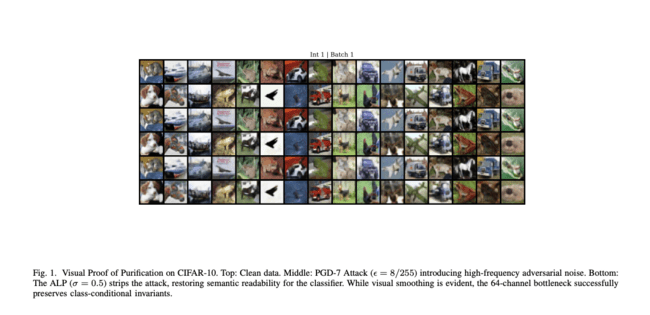 Int 1 | Batch 1
Fig. 1. Visual Proof of Purification on CIFAR-10. Top: Clean data. Middle: PGD-7 Attack (ϵ = 8/255) introducing high-frequency adversarial noise. Bottom:
The ALP (σ = 0.5) strips the attack, restoring semantic readability for the classifier. While visual smoothing is evident, the 64-channel bottleneck successfully
preserves class-conditional invariants.